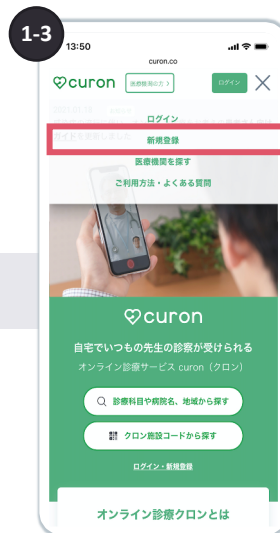 1-3
13:50
curon.co
curon
医療機関の方 >
ログイン
ログイン
新規登録
医療機関を探す
ご利用方法・よくある質問
curon
自宅でいつもの先生の診察が受けられる
オンライン診療サービス curon（クロン）
診療科目や病院名、地域から探す
クロン施設コードから探す
ログイン・新規登録
オンライン診療クロンとは